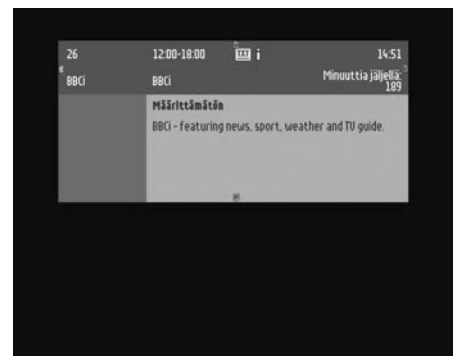 26 12:00-18:00 TXT i 14:51
BBCi BBCi Minuuttia jäljellä:
189
Määrittämätön
BBCi - featuring news, sport, weather and TV guide.